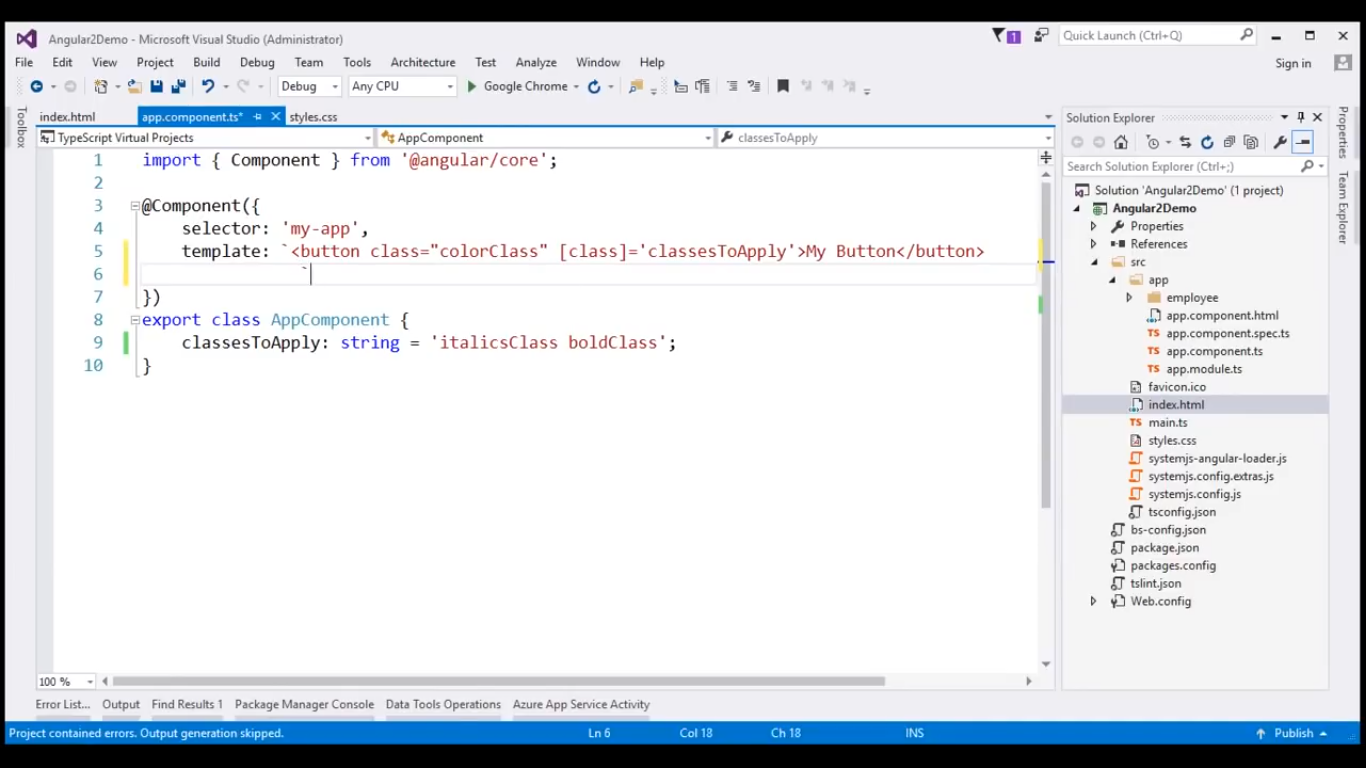 Angular2Demo - Microsoft Visual Studio (Administrator)
1
Quick Launch (Ctrl+Q)
File Edit View Project Build Debug Team Tools Architecture Test Analyze Window Help
Sign in
Debug Any CPU Google Chrome
Toolbox
index.html app.component.ts* styles.css
TypeScript Virtual Projects AppComponent classesToApply
1 import { Component } from '@angular/core';
2
3 @Component({
4 selector: 'my-app',
5 template: `<button class="colorClass" [class]='classesToApply'>My Button</button>
6 `
7 })
8 export class AppComponent {
9 classesToApply: string = 'italicsClass boldClass';
10 }
100 %
Solution Explorer
Search Solution Explorer (Ctrl+;)
Solution 'Angular2Demo' (1 project)
Angular2Demo
Properties
References
src
app
employee
app.component.html
app.component.spec.ts
app.component.ts
app.module.ts
favicon.ico
index.html
main.ts
styles.css
systemjs-angular-loader.js
systemjs.config.extras.js
systemjs.config.js
tsconfig.json
bs-config.json
package.json
packages.config
tslint.json
Web.config
Properties
Team Explorer
Error List... Output Find Results 1 Package Manager Console Data Tools Operations Azure App Service Activity
Project contained errors. Output generation skipped. Ln 6 Col 18 Ch 18 INS Publish